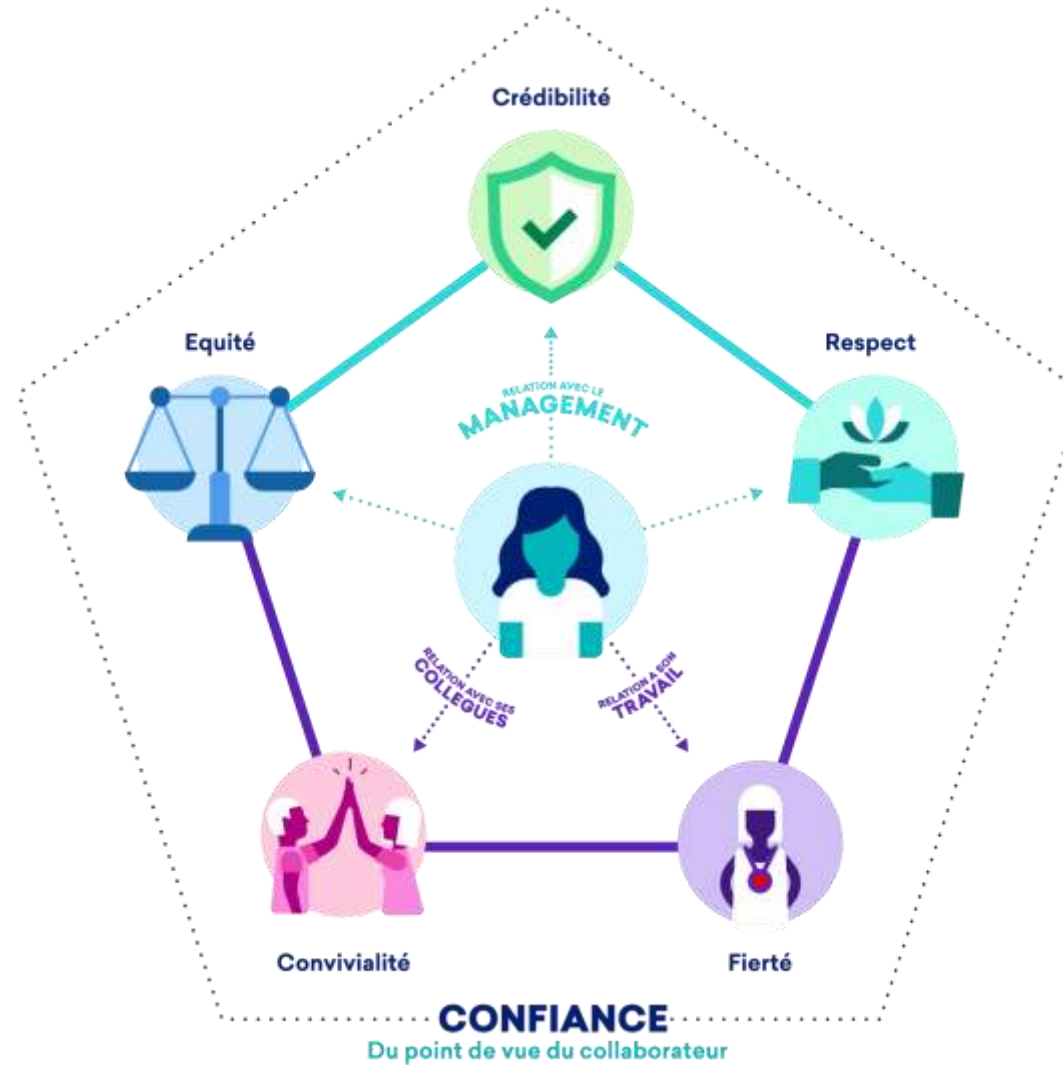 Crédibilité
Equité
Respect
RELATION AVEC LE
MANAGEMENT
RELATION AVEC SES
COLLEGUES
RELATION A SON
TRAVAIL
Convivialité
Fierté
CONFIANCE
Du point de vue du collaborateur